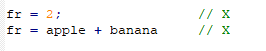 fr = 2; // X
fr = apple + banana // X